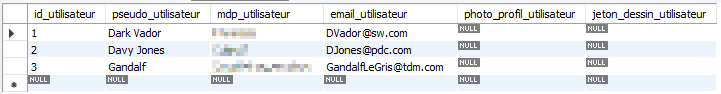 id_utilisateur pseudo_utilisateur mdp_utilisateur email_utilisateur photo_profil_utilisateur jeton_dessin_utilisateur
1 Dark Vador DVador@sw.com NULL NULL
2 Davy Jones DJones@pdc.com NULL NULL
3 Gandalf GandalfLeGris@tdm.com NULL NULL
NULL NULL NULL NULL NULL NULL